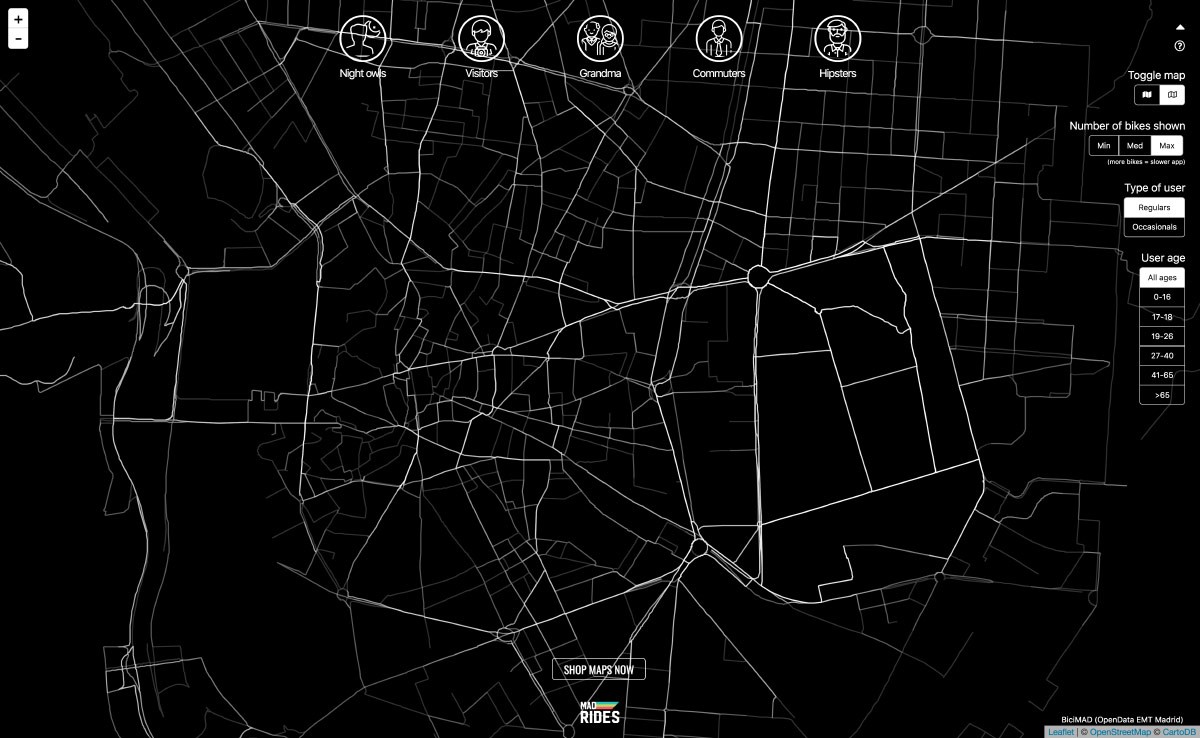 +
-
Night owls
Visitors
Grandma
Commuters
Hipsters
?
Toggle map
Number of bikes shown
Min Med Max
(more bikes = slower app)
Type of user
Regulars
Occasionals
User age
All ages
0-16
17-18
19-26
27-40
41-65
>65
SHOP MAPS NOW
MAD
RIDES
BiciMAD (OpenData EMT Madrid)
Leaflet | © OpenStreetMap © CartoDB